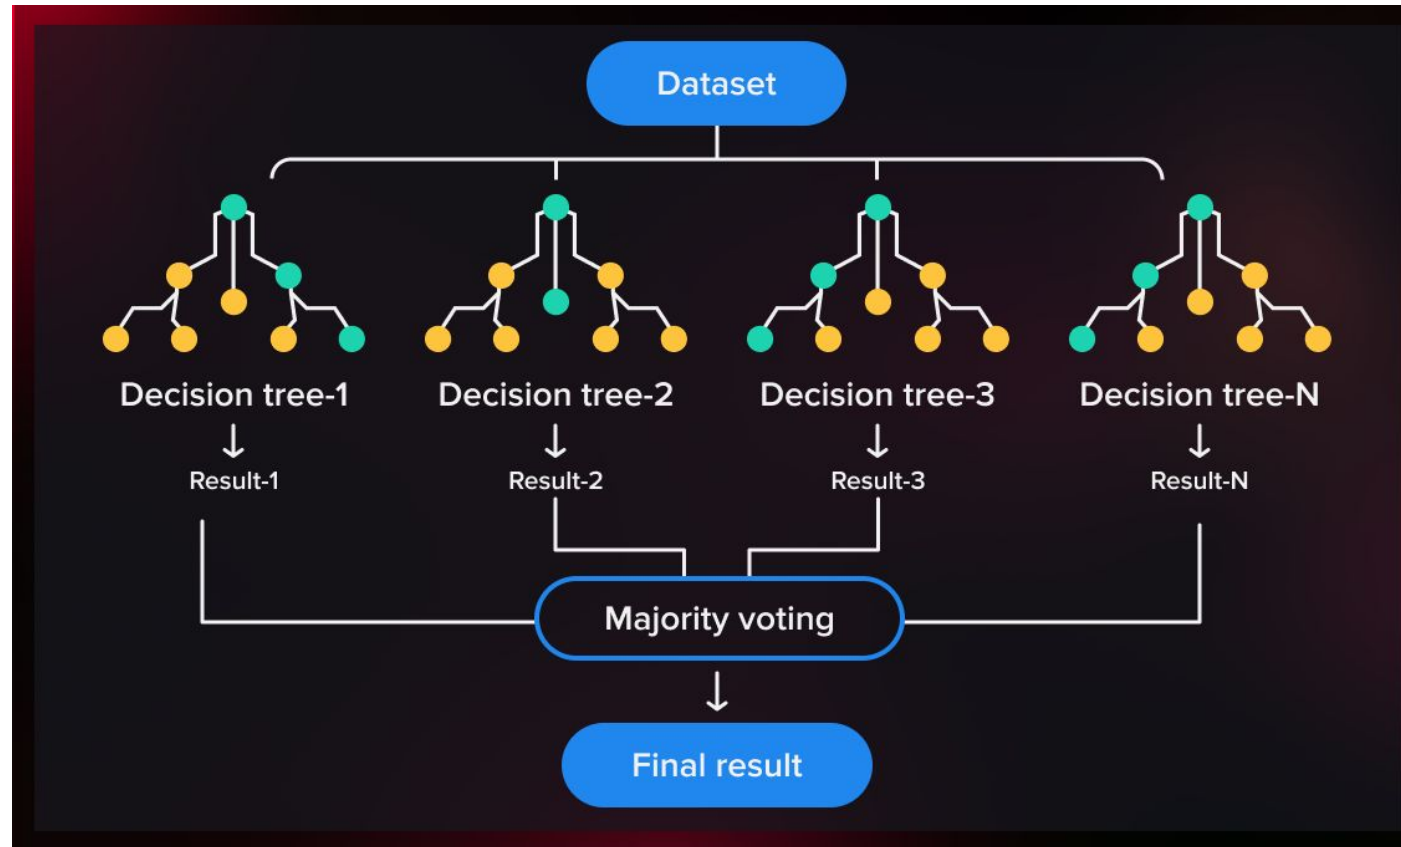 Dataset
Decision tree-1
Decision tree-2
Decision tree-3
Decision tree-N
Result-1
Result-2
Result-3
Result-N
Majority voting
Final result